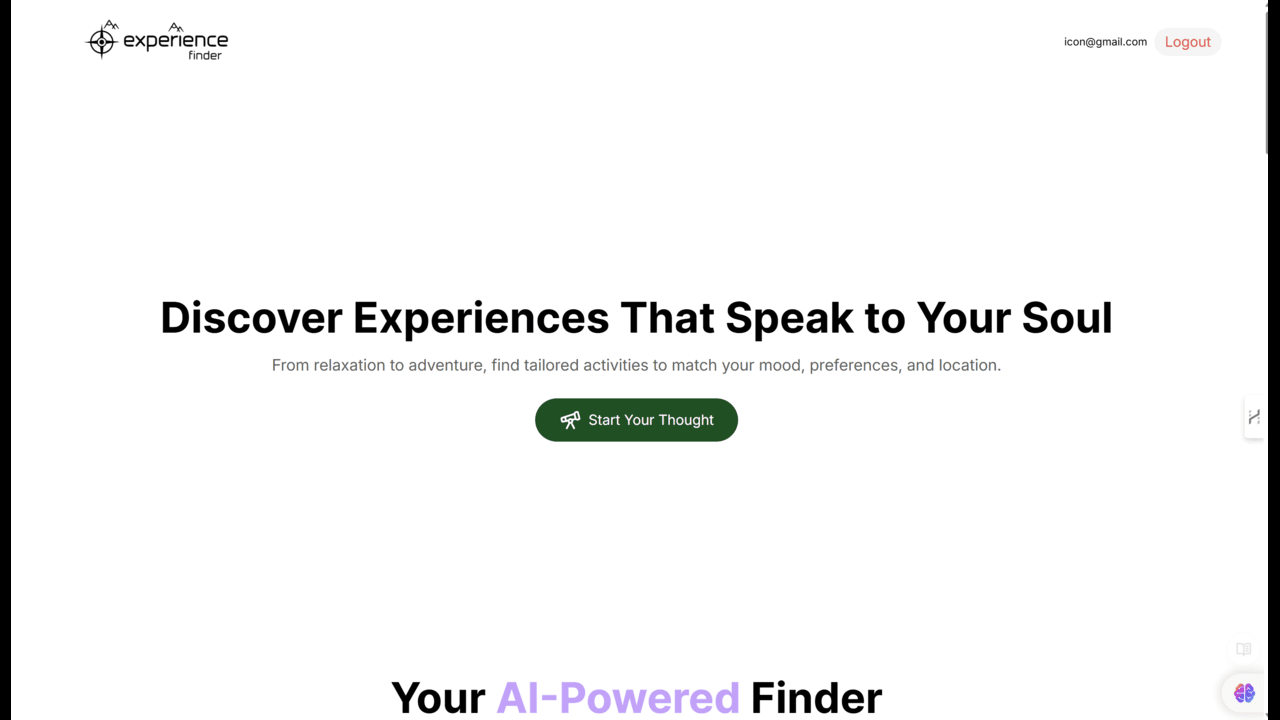 experience
finder
icon@gmail.com
Logout
Discover Experiences That Speak to Your Soul
From relaxation to adventure, find tailored activities to match your mood, preferences, and location.
Start Your Thought
Your AI-Powered Finder